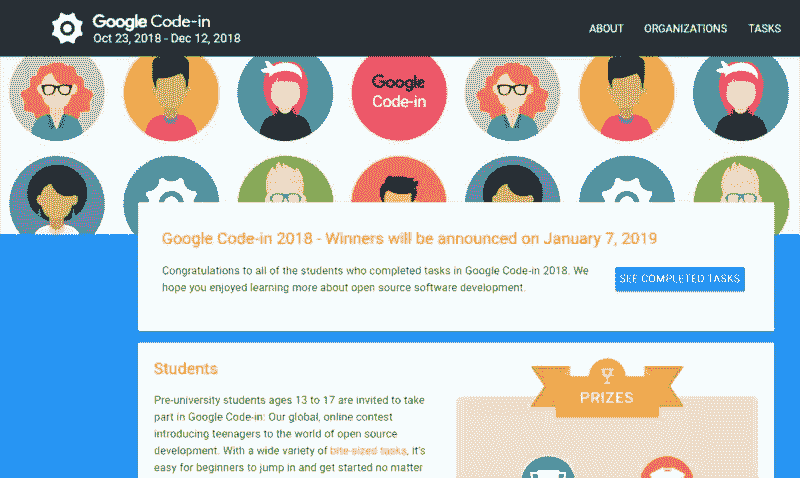 Google Code-in
Oct 23, 2018 - Dec 12, 2018
ABOUT ORGANIZATIONS TASKS
Google
Code-in
Google Code-in 2018 - Winners will be announced on January 7, 2019
Congratulations to all of the students who completed tasks in Google Code-in 2018. We
hope you enjoyed learning more about open source software development.
SEE COMPLETED TASKS
Students
Pre-university students ages 13 to 17 are invited to take
part in Google Code-in: Our global, online contest
introducing teenagers to the world of open source
development. With a wide variety of bite-sized tasks, it's
easy for beginners to jump in and get started no matter
PRIZES